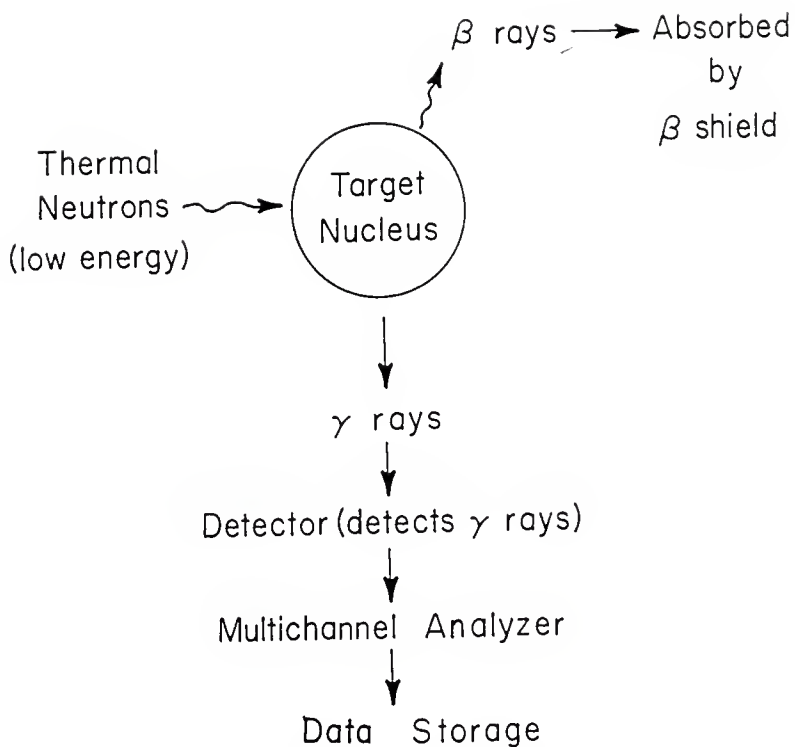 β rays
Absorbed
by
β shield
Thermal
Neutrons
(low energy)
Target
Nucleus
γ rays
Detector (detects γ rays)
Multichannel Analyzer
Data Storage